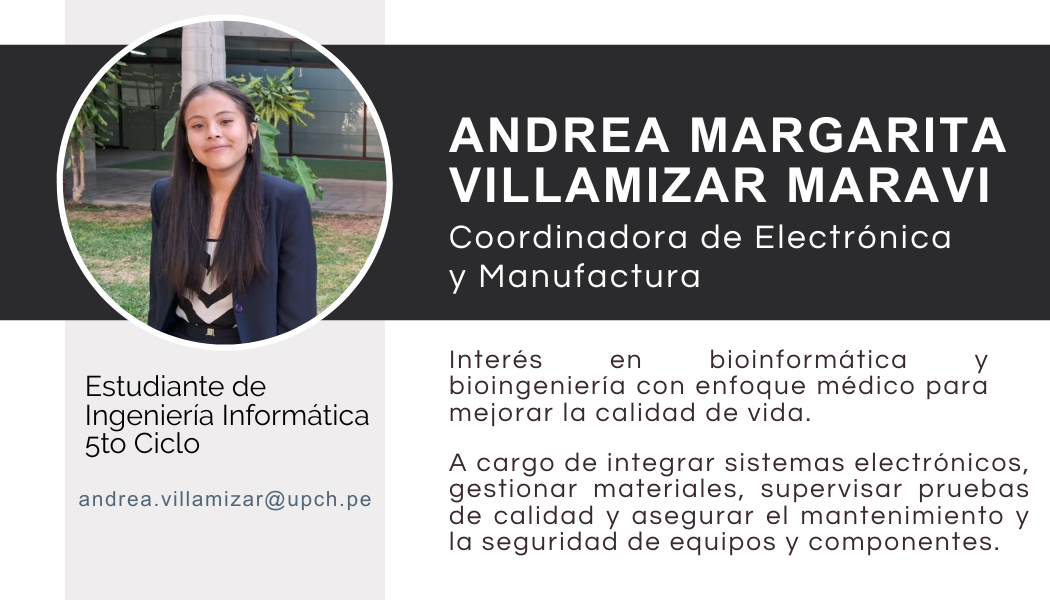 ANDREA MARGARITA
VILLAMIZAR MARAVI
Coordinadora de Electrónica
y Manufactura
Estudiante de
Ingeniería Informática
5to Ciclo
andrea.villamizar@upch.pe
Interés en bioinformática y
bioingeniería con enfoque médico para
mejorar la calidad de vida.
A cargo de integrar sistemas electrónicos,
gestionar materiales, supervisar pruebas
de calidad y asegurar el mantenimiento y
la seguridad de equipos y componentes.